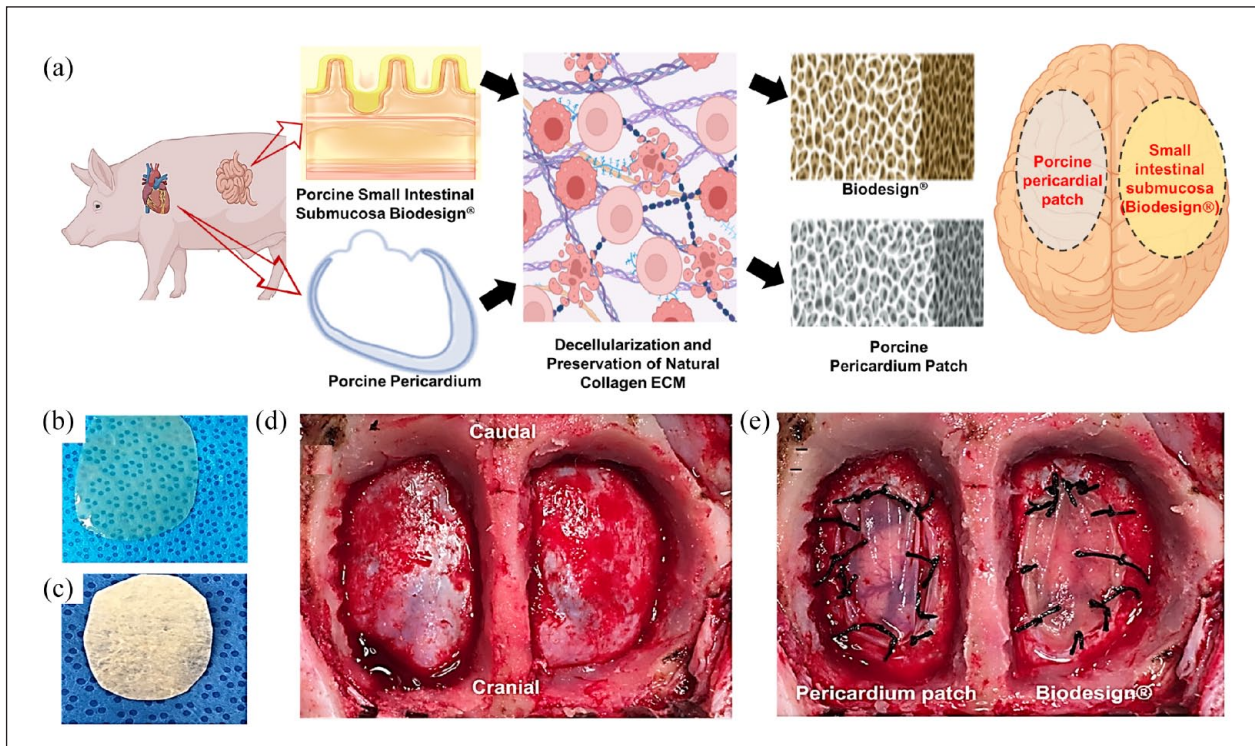 (a)
Porcine Small Intestinal
Submucosa Biodesign®
Porcine Pericardium
Decellularization and
Preservation of Natural
Collagen ECM
Biodesign®
Porcine
Pericardium Patch
Porcine
pericardial
patch
Small
intestinal
submucosa
(Biodesign®)
(b)
(c)
(d)
Caudal
Cranial
(e)
Pericardium patch
Biodesign®